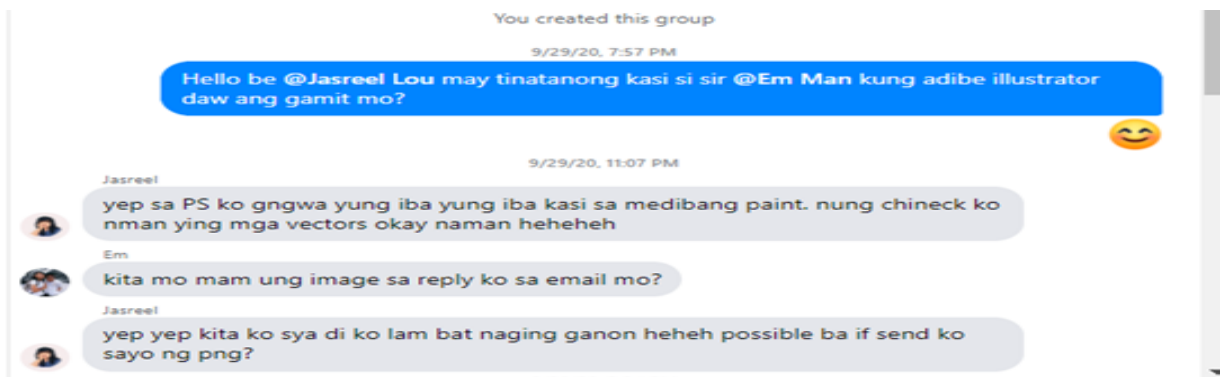 You created this group
9/29/20, 7:57 PM
Hello be @Jasreel Lou may tinatanong kasi si sir @Em Man kung adibe illustrator
daw ang gamit mo?
9/29/20, 11:07 PM
Jasreel
yep sa PS ko gngwa yung iba yung iba kasi sa medibang paint. nung chineck ko
nman ying mga vectors okay naman heheheh
Em
kita mo mam ung image sa reply ko sa email mo?
Jasreel
yep yep kita ko sya di ko lam bat naging ganon heheh possible ba if send ko
sayo ng png?